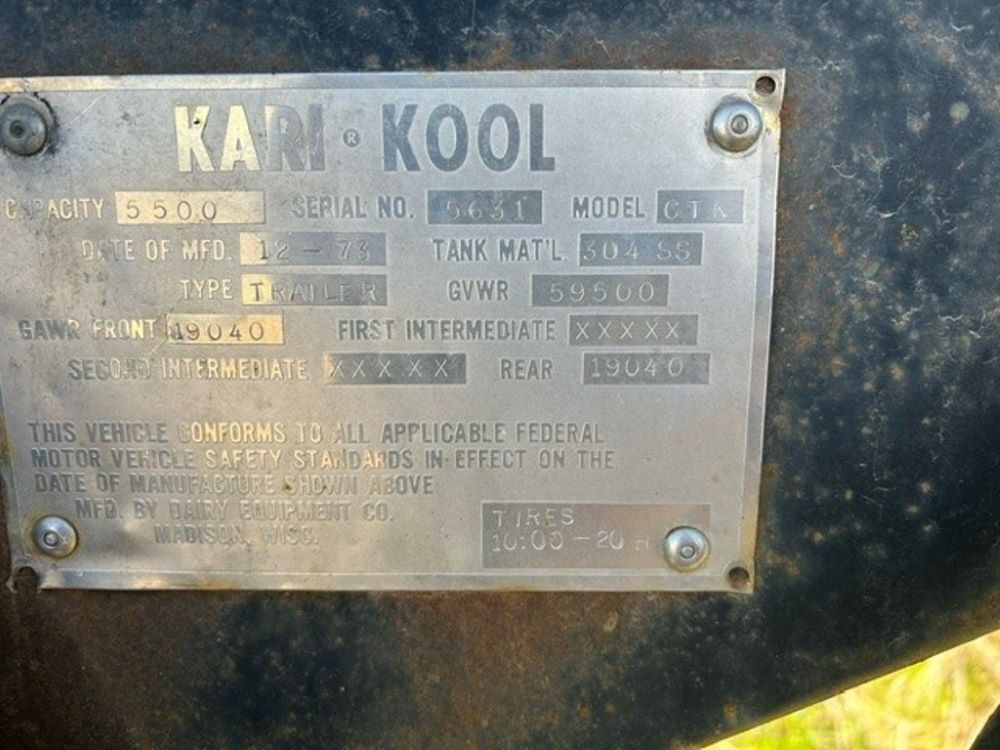 KARI ® KOOL
CAPACITY 5500 SERIAL NO. 5631 MODEL CTK
DATE OF MFD. 12-73 TANK MAT'L. 304 SS
TYPE TRAILER GVWR 59500
GAWR FRONT 19040 FIRST INTERMEDIATE XXXXX
SECOND INTERMEDIATE XXXXX REAR 19040
THIS VEHICLE CONFORMS TO ALL APPLICABLE FEDERAL
MOTOR VEHICLE SAFETY STANDARDS IN EFFECT ON THE
DATE OF MANUFACTURE SHOWN ABOVE
MFD. BY DAIRY EQUIPMENT CO.
MADISON, WISC.
TIRES
10:00-20